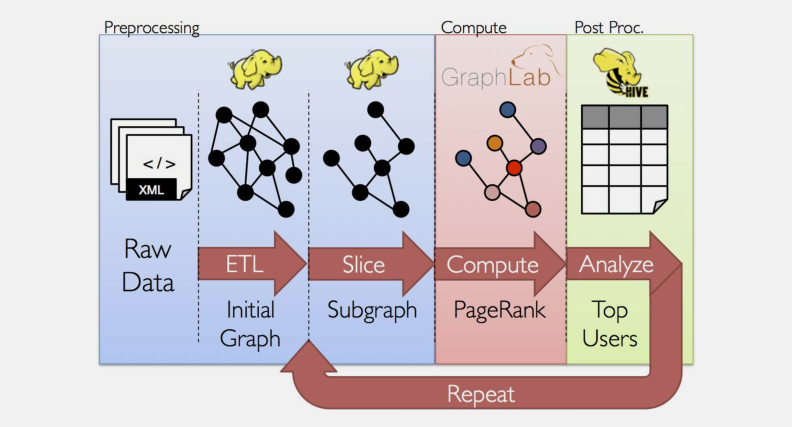 Preprocessing
Compute
Post Proc.
GraphLab
HIVE
</>
XML
Raw
Data
ETL
Slice
Compute
Analyze
Initial
Graph
Subgraph
PageRank
Top
Users
Repeat